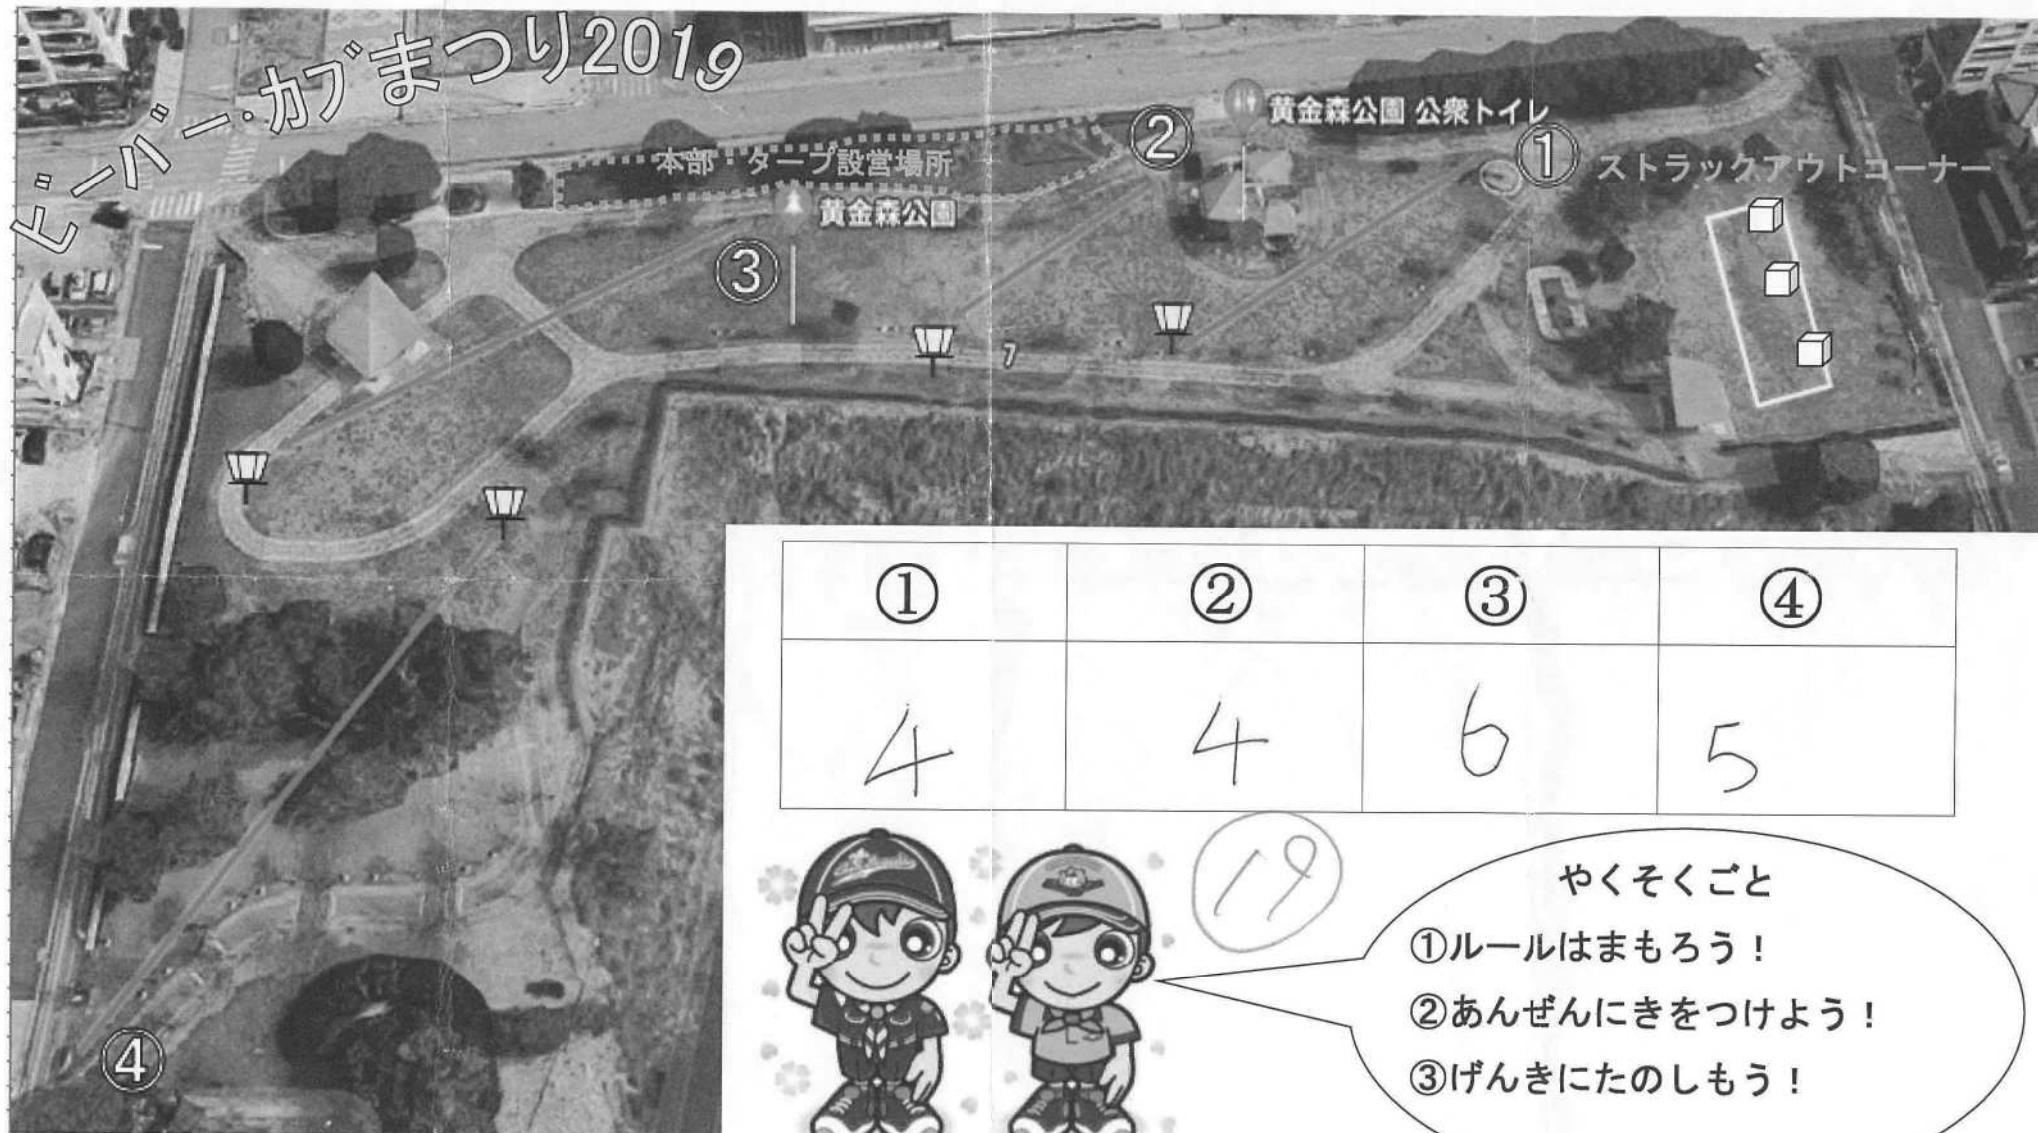 ビーバー・カブまつり2019
② 黄金森公園 公衆トイレ
本部・タープ設営場所
① ストラックアウトコーナー
黄金森公園
③
7
① ② ③ ④
4 4 6 5
19
やくそくごと
①ルールはまもろう！
②あんぜんにきをつけよう！
③げんきにたのしもう！
④